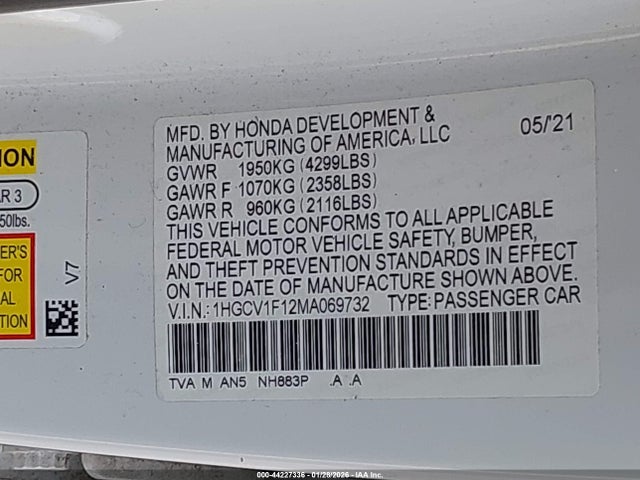 ION
AR 3
50lbs.
ER'S
FOR
AL
TION
V7
MFD. BY HONDA DEVELOPMENT & 05/'21
MANUFACTURING OF AMERICA, LLC
GVWR 1950KG (4299LBS)
GAWR F 1070KG (2358LBS)
GAWR R 960KG (2116LBS)
THIS VEHICLE CONFORMS TO ALL APPLICABLE
FEDERAL MOTOR VEHICLE SAFETY, BUMPER,
AND THEFT PREVENTION STANDARDS IN EFFECT
ON THE DATE OF MANUFACTURE SHOWN ABOVE.
V.I.N.: 1HGCV1F12MA069732 TYPE: PASSENGER CAR
TVA M AN5 NH883P .A .A
000-44227336 - 01/28/2026 - IAA Inc.